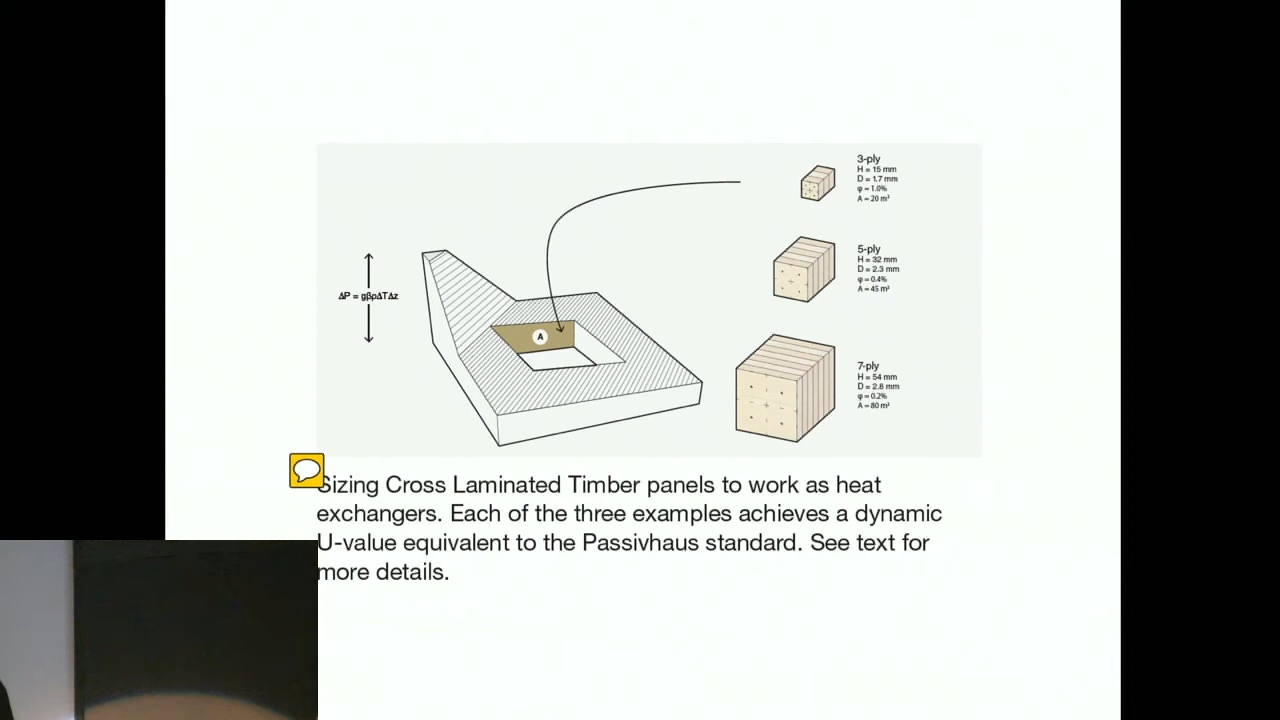 3-ply
H = 15 mm
D = 1.7 mm
φ = 1.0%
A = 20 m²
5-ply
H = 32 mm
D = 2.3 mm
φ = 0.4%
A = 45 m²
ΔP = gβρΔTΔz
A
7-ply
H = 54 mm
D = 2.8 mm
φ = 0.2%
A = 80 m²
Sizing Cross Laminated Timber panels to work as heat
exchangers. Each of the three examples achieves a dynamic
U-value equivalent to the Passivhaus standard. See text for
more details.